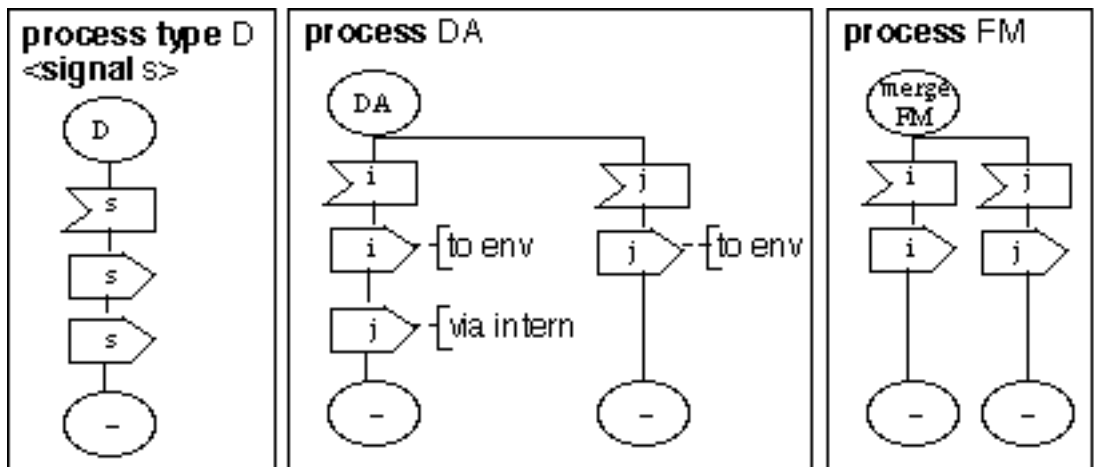 process type D
<signal s>
D
s
s
s
-
process DA
DA
i
j
i
to env
j
to env
j
via intern
-
-
process FM
merge
FM
i
j
i
j
-
-